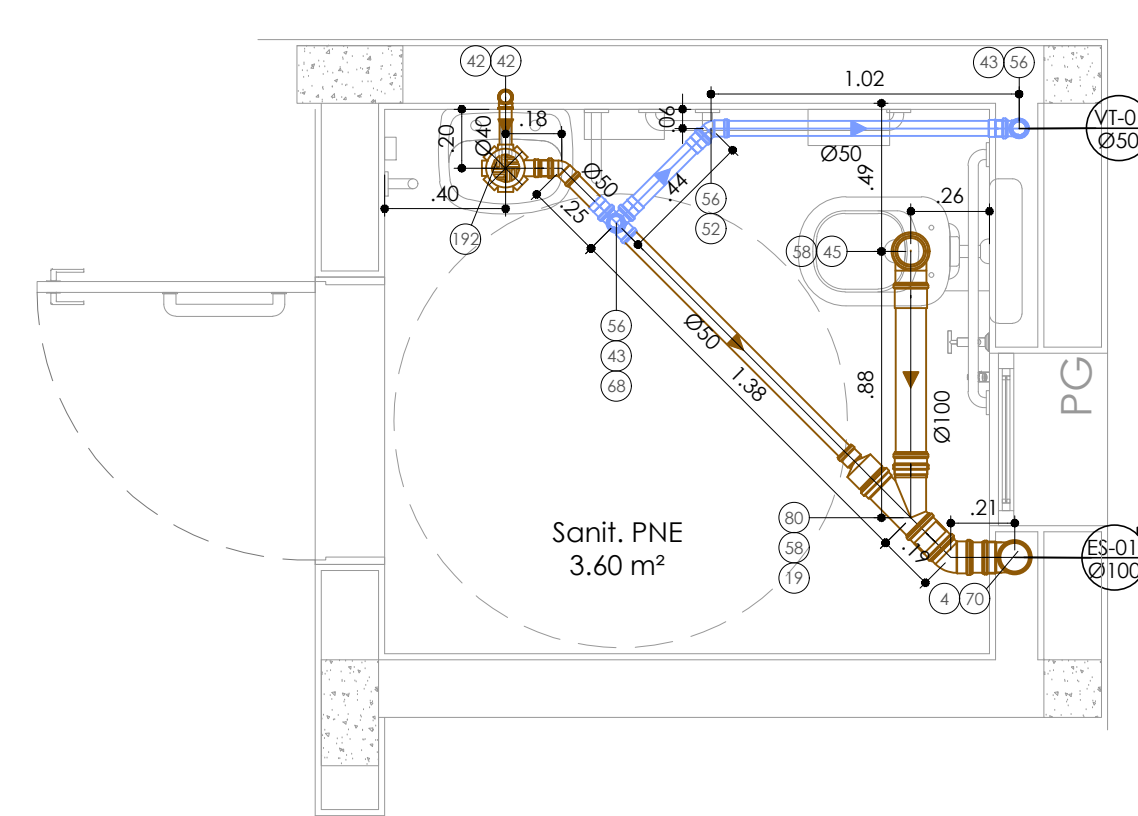 42 42
43 56
1.02
VT-0
Ø50
.06
.18
.20
Ø40
Ø50
Ø50
.49
.44
.25
.40
.26
192
56
52
58 45
56
43
68
Ø50
1.38
.88
Ø100
PG
.21
80
58
19
.19
Sanit. PNE
3.60 m²
ES-01
Ø100
4 70